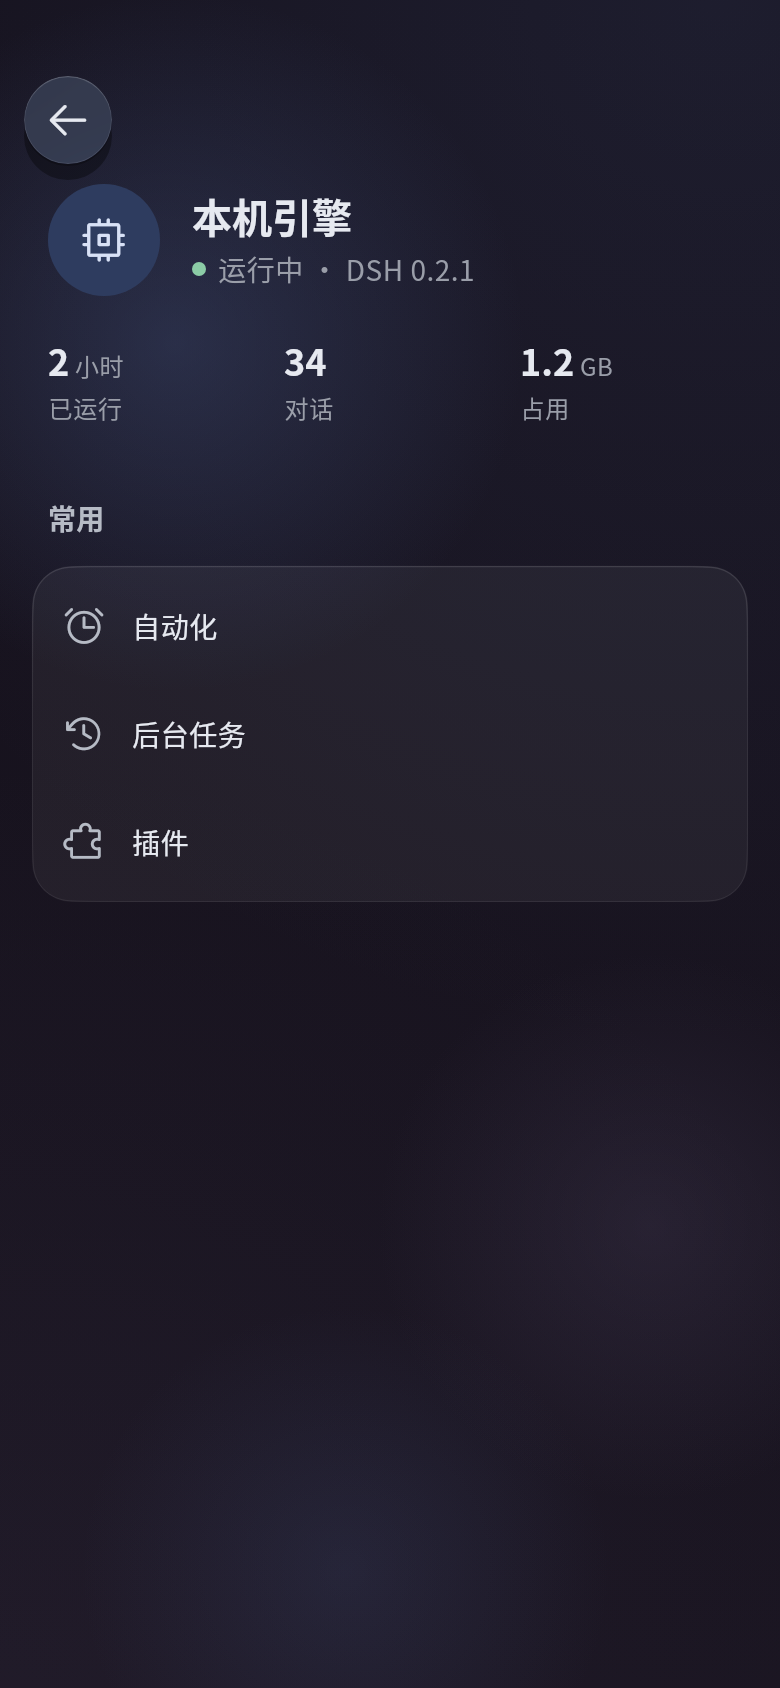 本机引擎
运行中 · DSH 0.2.1
2 小时
已运行
34
对话
1.2 GB
占用
常用
自动化
后台任务
插件